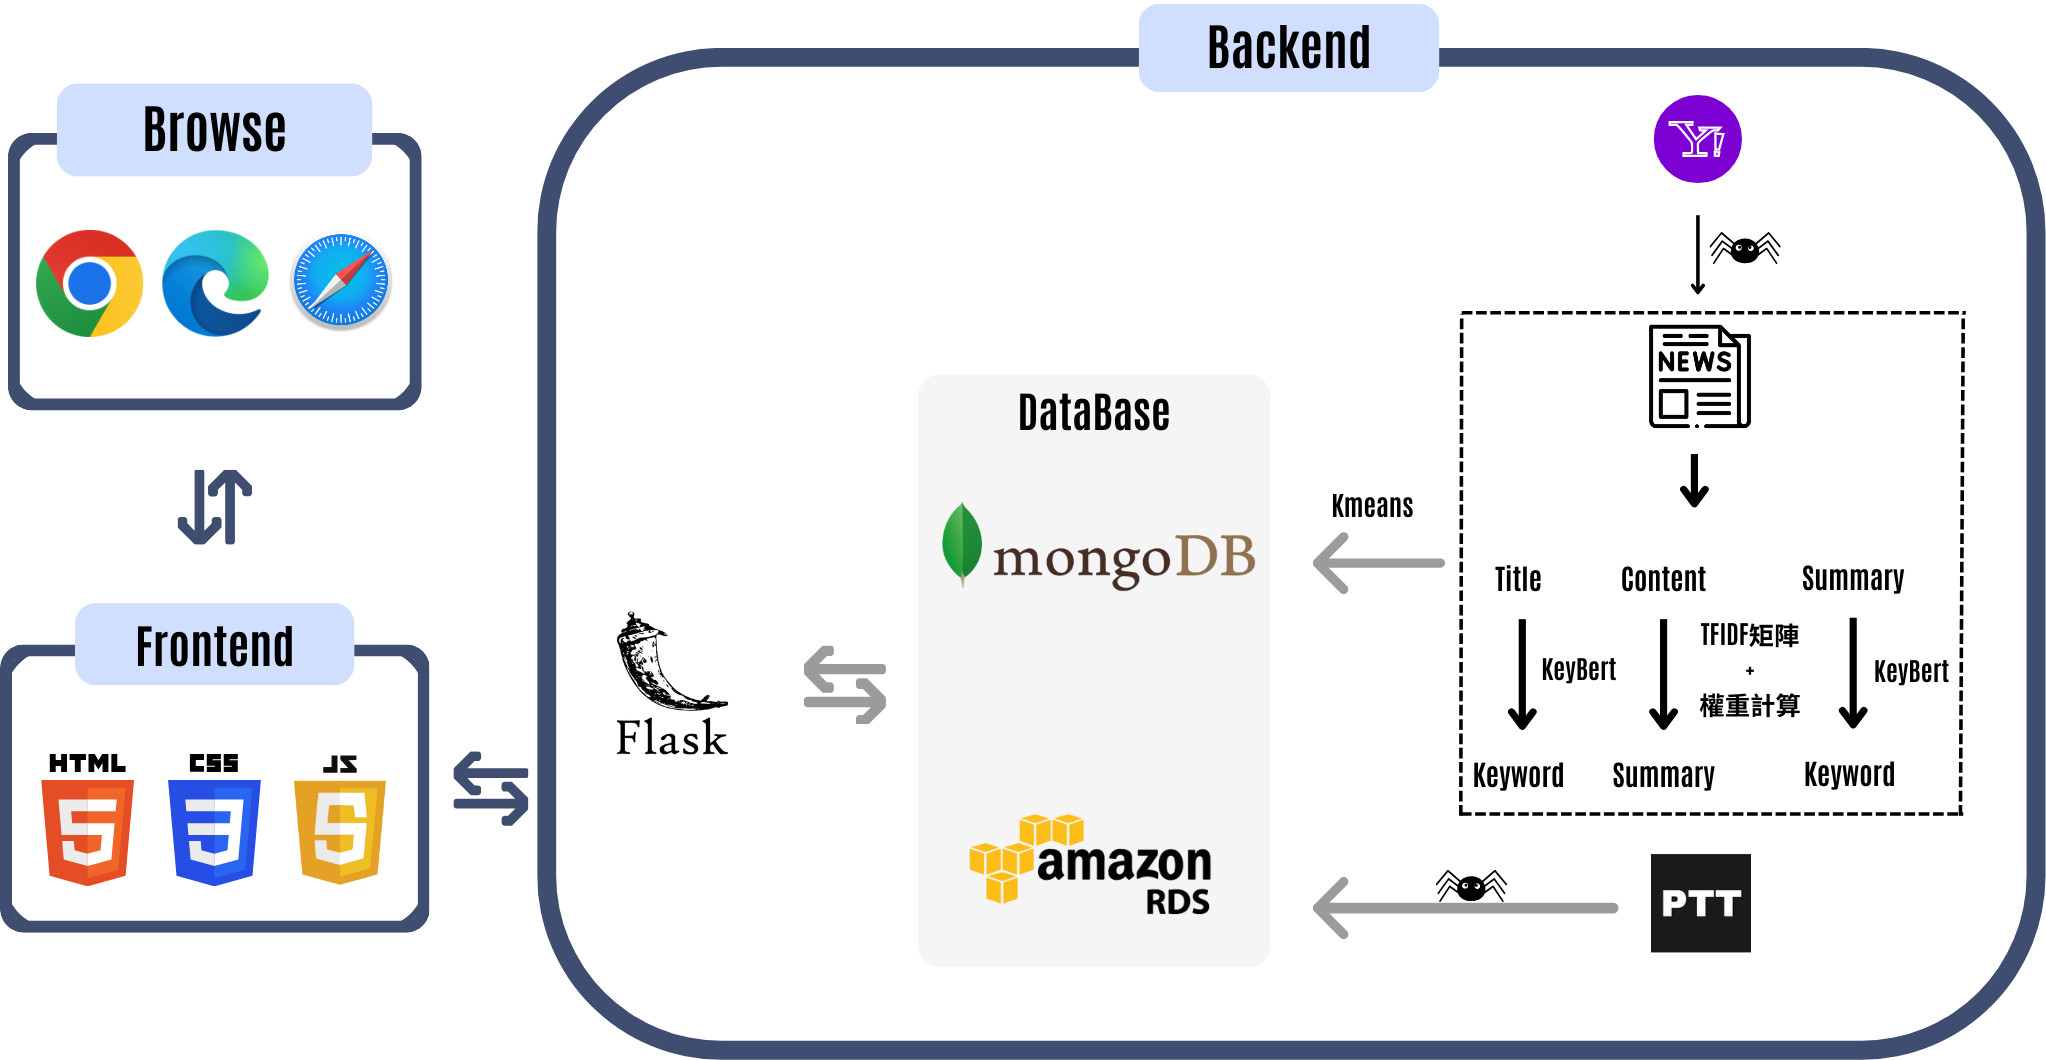 Backend
Browse
Y!
NEWS
DataBase
Kmeans
mongoDB
Title
Content
Summary
TFIDF矩陣
+
權重計算
KeyBert
KeyBert
Frontend
Flask
HTML
CSS
JS
Keyword
Summary
Keyword
amazon
RDS
PTT